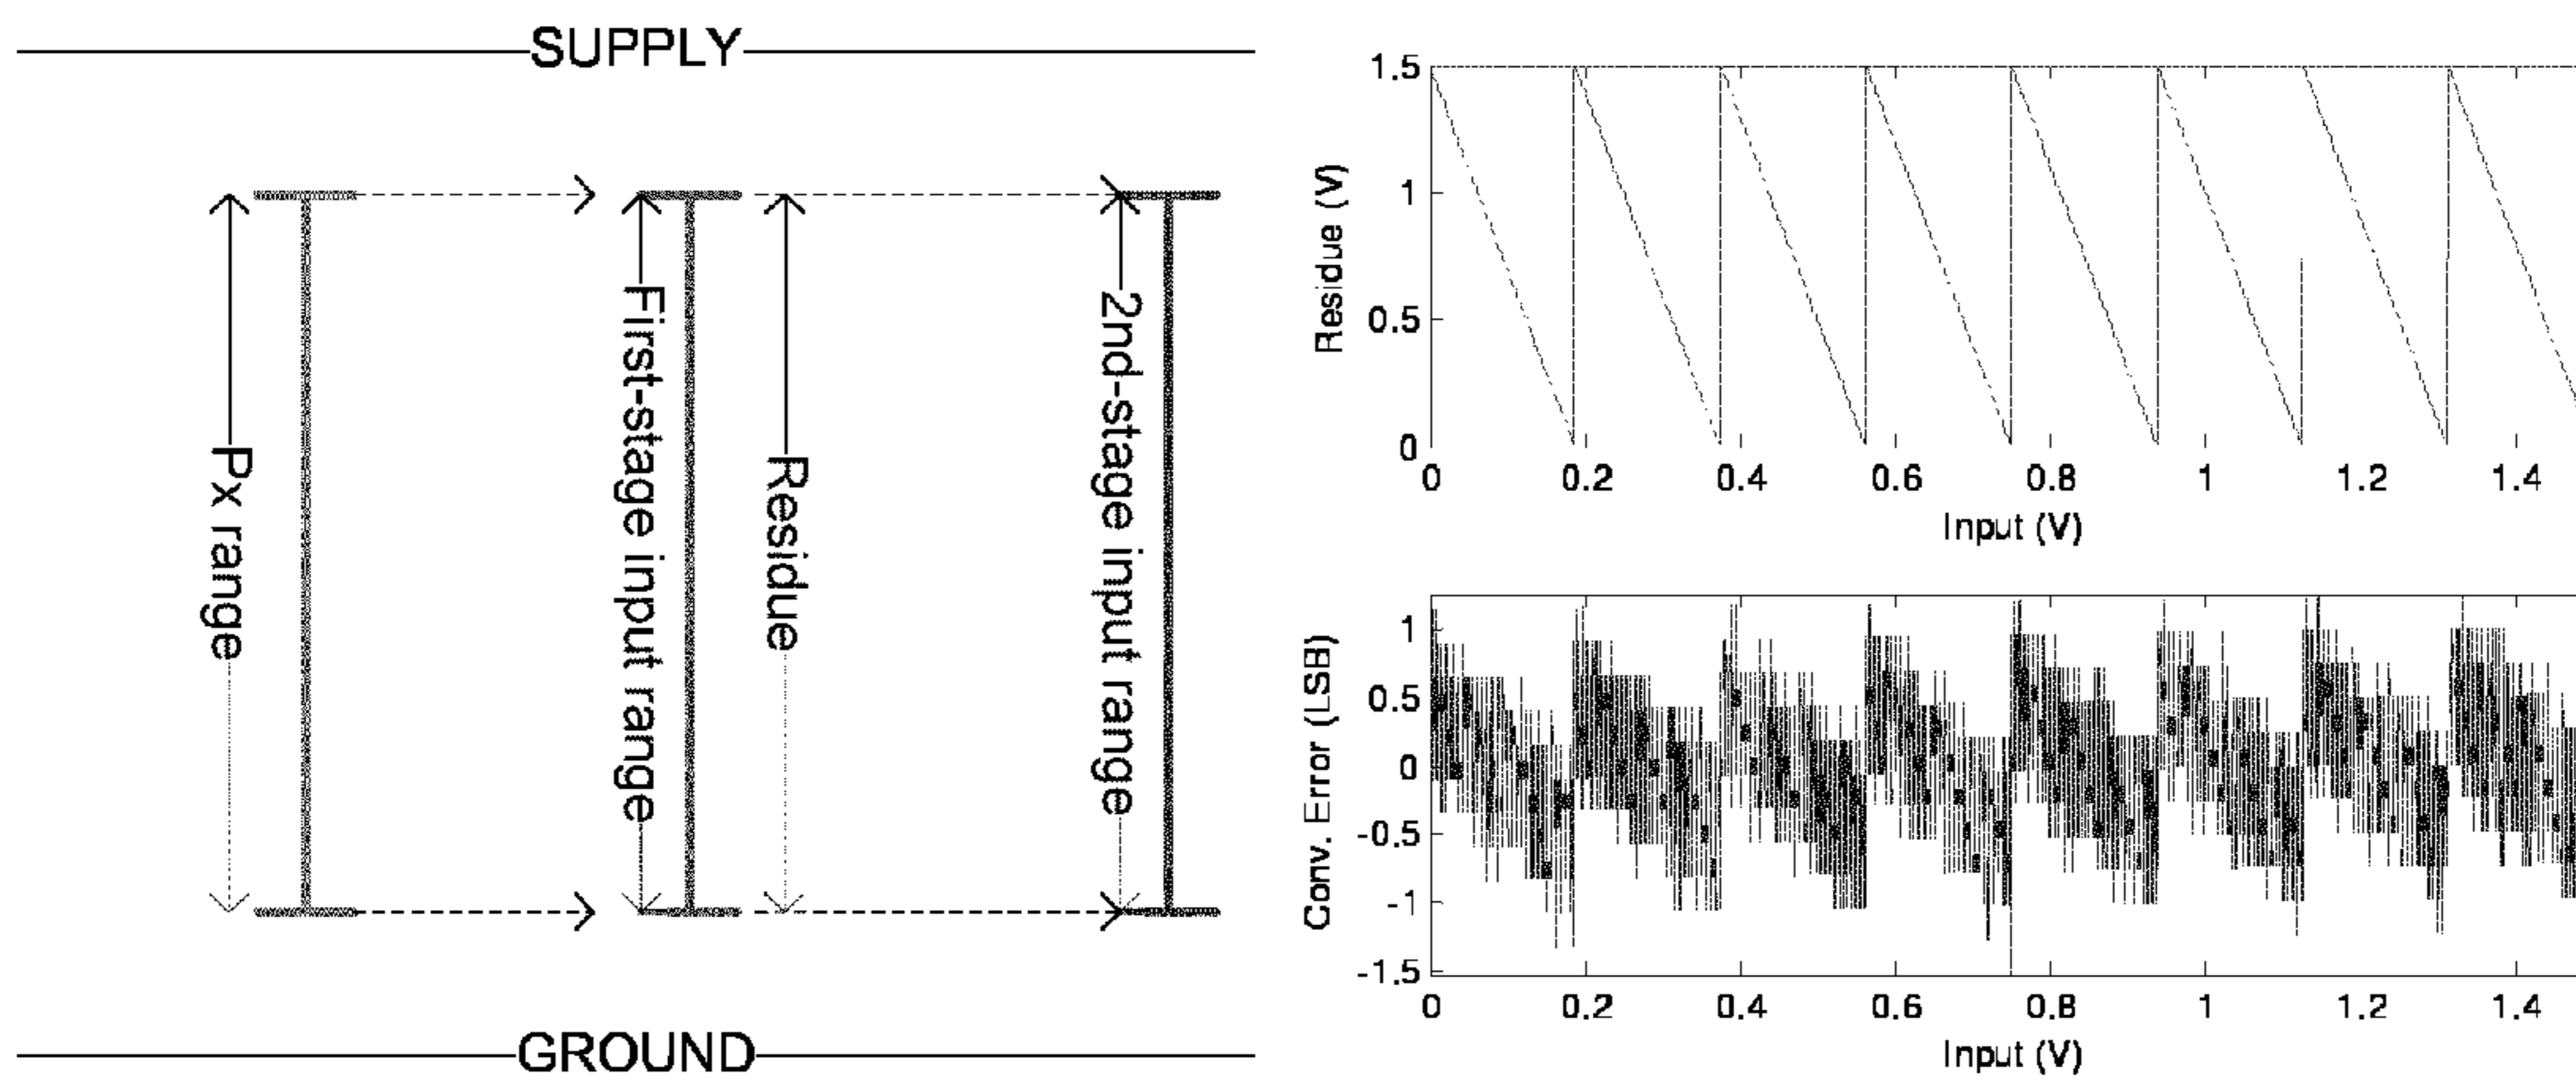 SUPPLY
Px range
First-stage input range
Residue
2nd-stage input range
GROUND
Residue (V)
1.5
1
0.5
0
0 0.2 0.4 0.6 0.8 1 1.2 1.4
Input (V)
Conv. Error (LSB)
1
0.5
0
-0.5
-1
-1.5
0 0.2 0.4 0.6 0.8 1 1.2 1.4
Input (V)